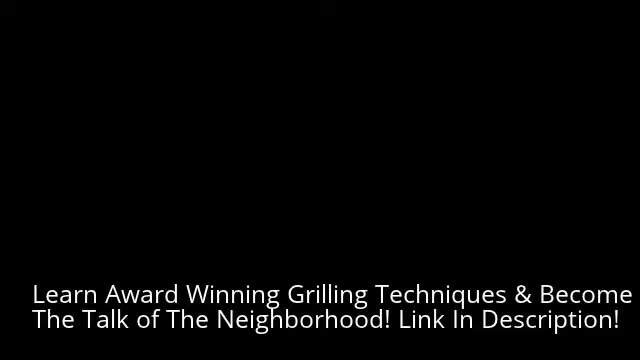 Learn Award Winning Grilling Techniques & Become
The Talk of The Neighborhood! Link In Description!